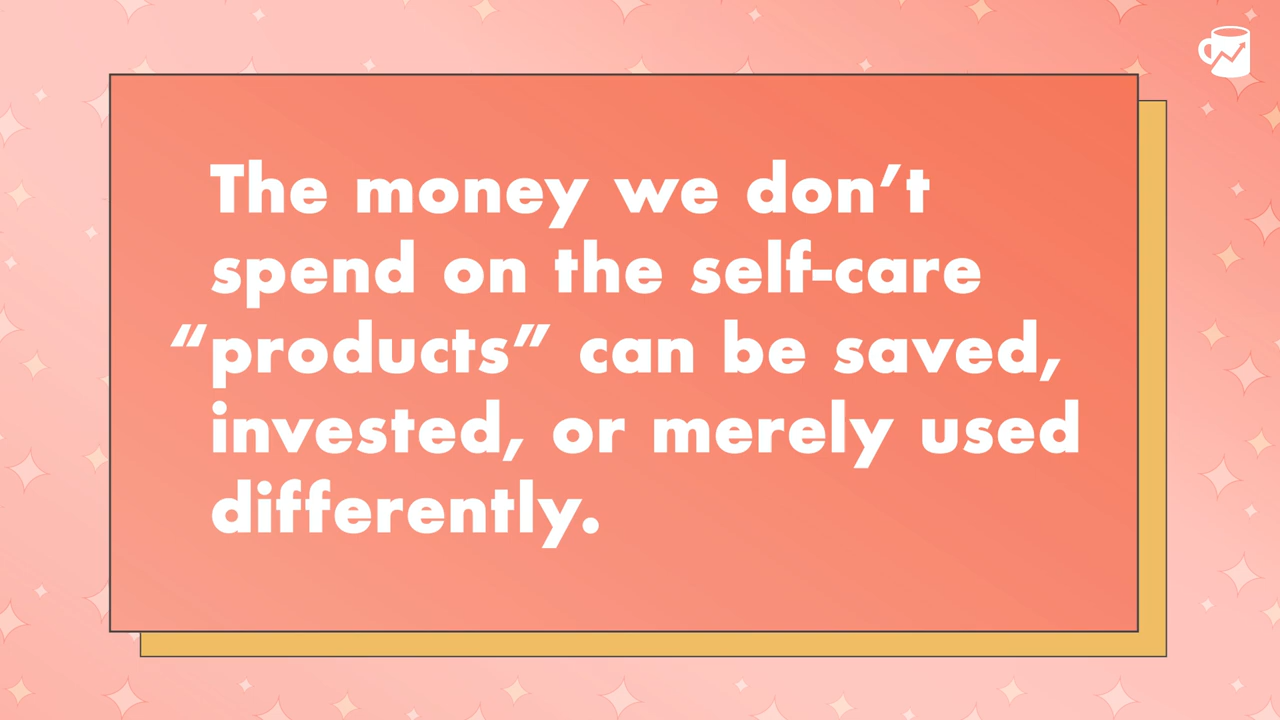 The money we don’t
spend on the self-care
“products” can be saved,
invested, or merely used
differently.